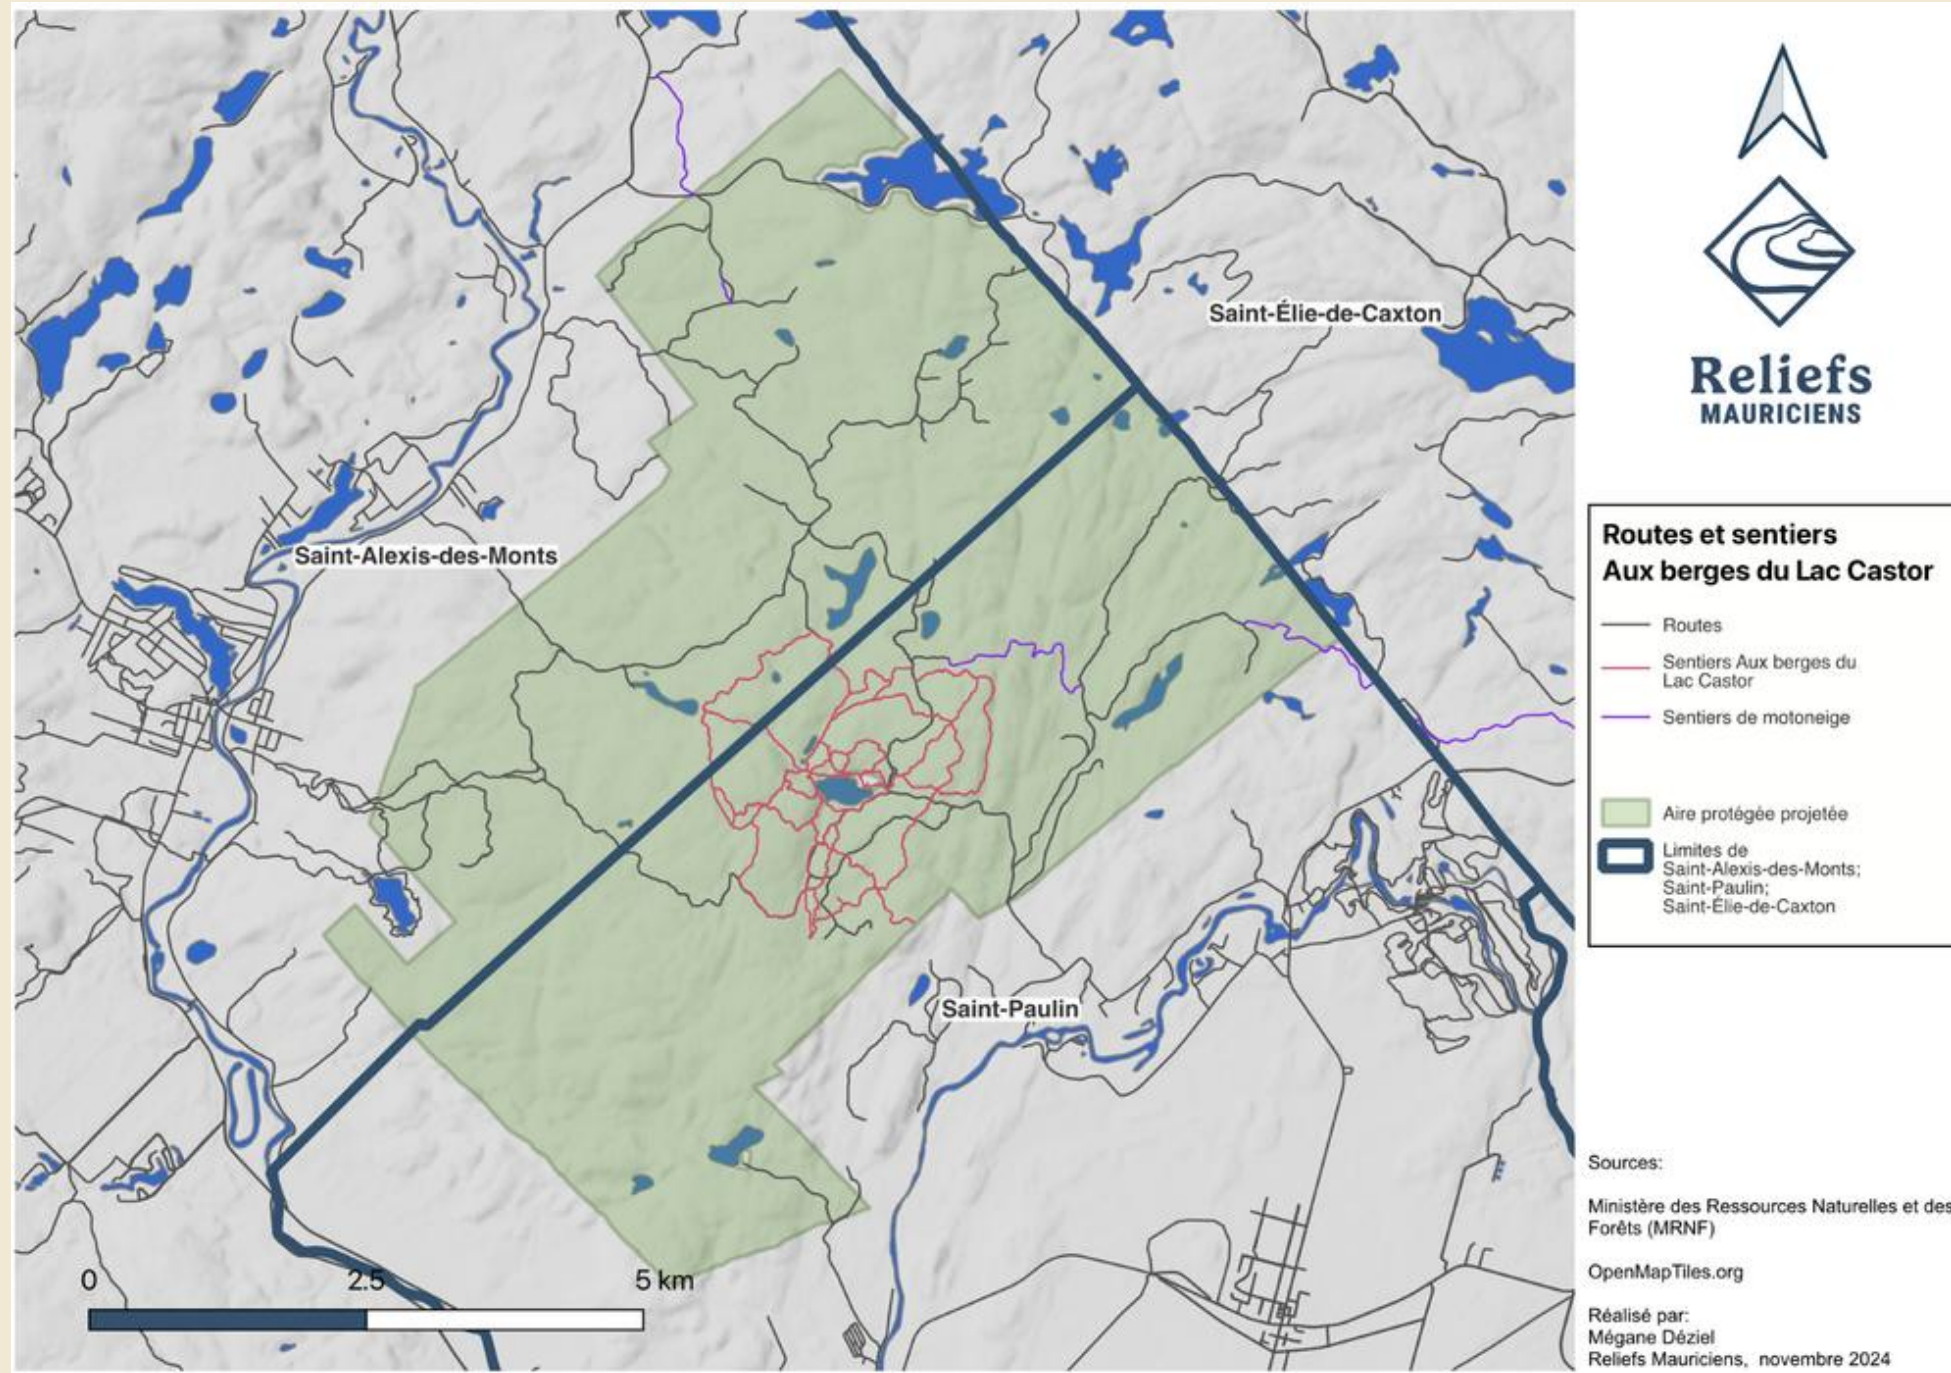 Saint-Élie-de-Caxton
Saint-Alexis-des-Monts
Saint-Paulin
0 2.5 5 km
Reliefs
MAURICIENS
Routes et sentiers
Aux berges du Lac Castor
Routes
Sentiers Aux berges du
Lac Castor
Sentiers de motoneige
Aire protégée projetée
Limites de
Saint-Alexis-des-Monts;
Saint-Paulin;
Saint-Élie-de-Caxton
Sources:
Ministère des Ressources Naturelles et des
Forêts (MRNF)
OpenMapTiles.org
Réalisé par:
Mégane Déziel
Reliefs Mauriciens, novembre 2024